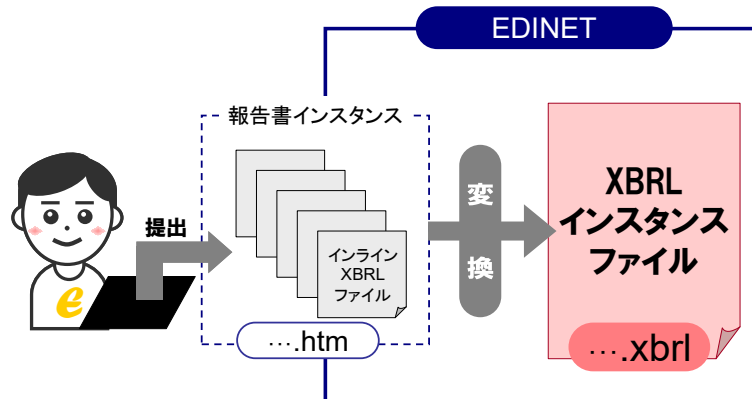 EDINET
報告書インスタンス
提出
e
インライン
XBRL
ファイル
….htm
変
換
XBRL
インスタンス
ファイル
….xbrl